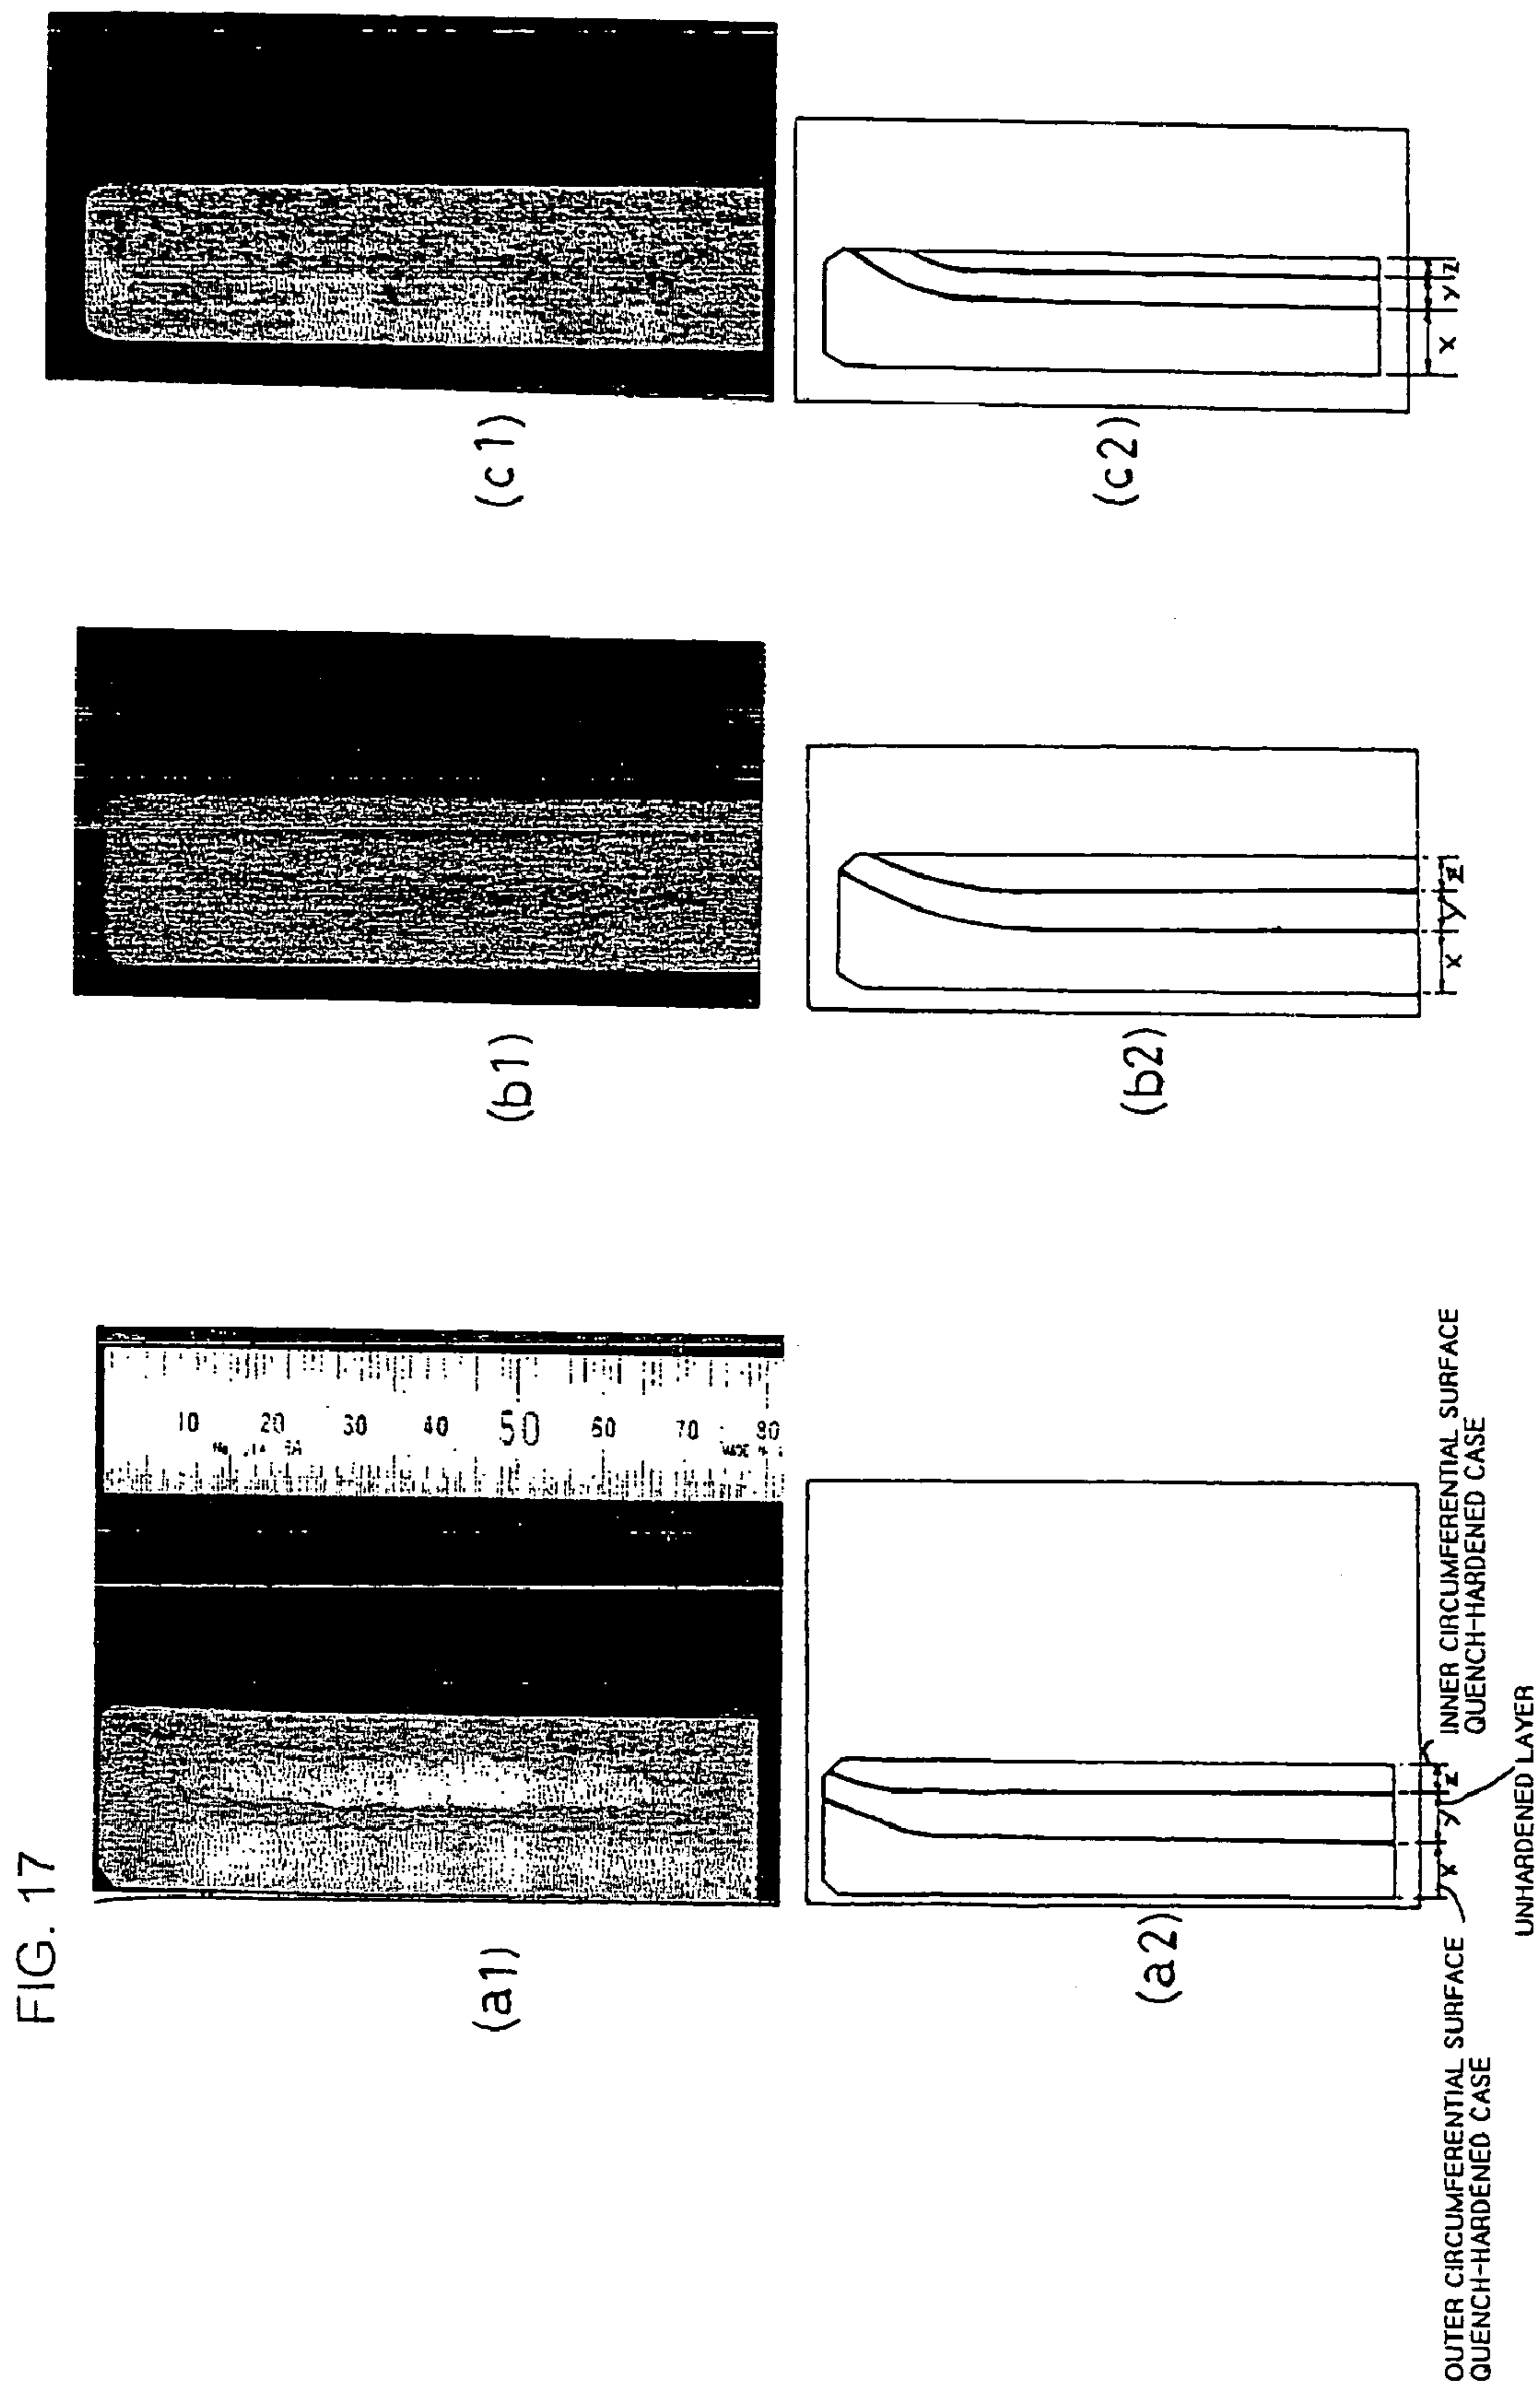 FIG. 17
(a1)
10 20 30 40 50 60 70 80
MADE
(b1)
(c1)
(a2)
x y z
OUTER CIRCUMFERENTIAL SURFACE
QUENCH-HARDENED CASE
UNHARDENED LAYER
INNER CIRCUMFERENTIAL SURFACE
QUENCH-HARDENED CASE
(b2)
x y z
(c2)
x y z